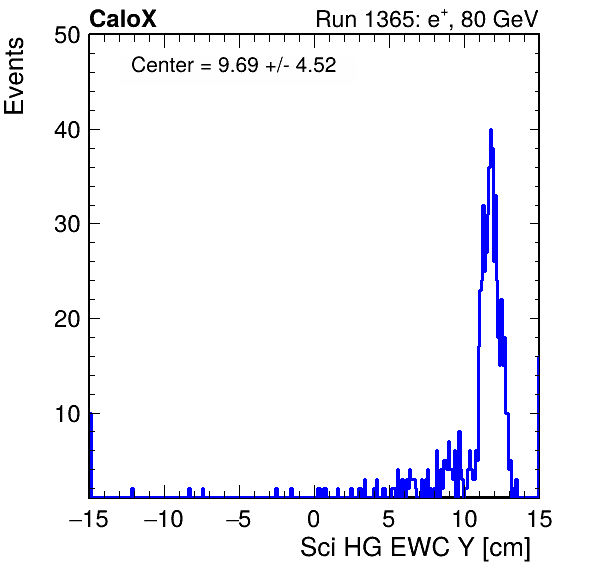 CaloX Run 1365: e⁺, 80 GeV
Center = 9.69 +/- 4.52
Events
50
40
30
20
10
−15 −10 −5 0 5 10 15
Sci HG EWC Y [cm]